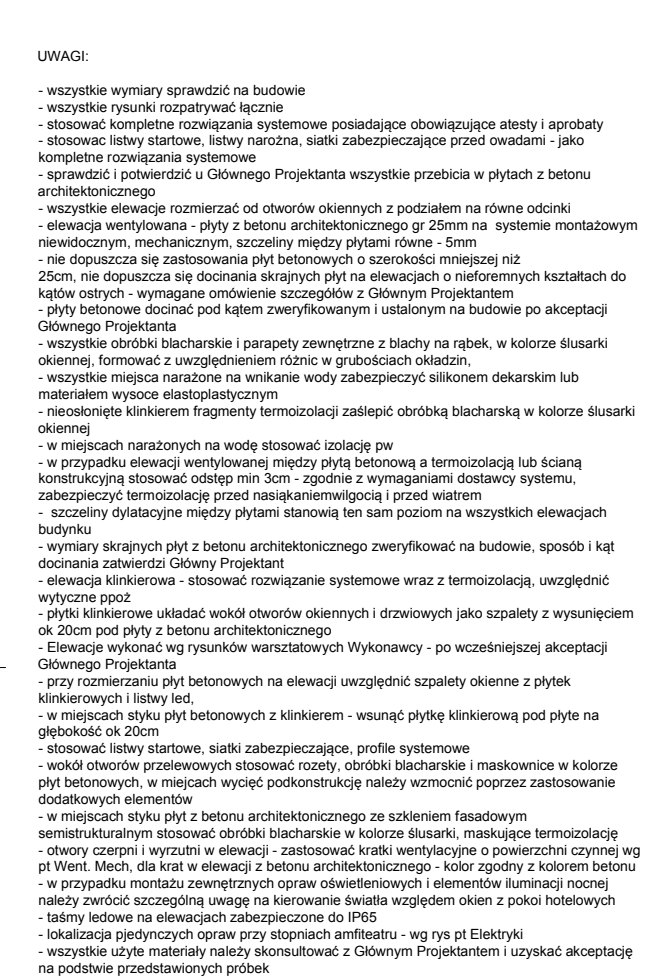 UWAGI:
- wszystkie wymiary sprawdzić na budowie
- wszystkie rysunki rozpatrywać łącznie
- stosować kompletne rozwiązania systemowe posiadające obowiązujące atesty i aprobaty
- stosowac listwy startowe, listwy narożna, siatki zabezpieczające przed owadami - jako
kompletne rozwiązania systemowe
- sprawdzić i potwierdzić u Głównego Projektanta wszystkie przebicia w płytach z betonu
architektonicznego
- wszystkie elewacje rozmierzać od otworów okiennych z podziałem na równe odcinki
- elewacja wentylowana - płyty z betonu architektonicznego gr 25mm na  systemie montażowym
niewidocznym, mechanicznym, szczeliny między płytami równe - 5mm
- nie dopuszcza się zastosowania płyt betonowych o szerokości mniejszej niż
25cm, nie dopuszcza się docinania skrajnych płyt na elewacjach o nieforemnych kształtach do
kątów ostrych - wymagane omówienie szczegółów z Głównym Projektantem
- płyty betonowe docinać pod kątem zweryfikowanym i ustalonym na budowie po akceptacji
Głównego Projektanta
- wszystkie obróbki blacharskie i parapety zewnętrzne z blachy na rąbek, w kolorze ślusarki
okiennej, formować z uwzględnieniem różnic w grubościach okładzin,
- wszystkie miejsca narażone na wnikanie wody zabezpieczyć silikonem dekarskim lub
materiałem wysoce elastoplastycznym
- nieosłonięte klinkierem fragmenty termoizolacji zaślepić obróbką blacharską w kolorze ślusarki
okiennej
- w miejscach narażonych na wodę stosować izolację pw
- w przypadku elewacji wentylowanej między płytą betonową a termoizolacją lub ścianą
konstrukcyjną stosować odstęp min 3cm - zgodnie z wymaganiami dostawcy systemu,
zabezpieczyć termoizolację przed nasiąkaniemwilgocią i przed wiatrem
-  szczeliny dylatacyjne między płytami stanowią ten sam poziom na wszystkich elewacjach
budynku
- wymiary skrajnych płyt z betonu architektonicznego zweryfikować na budowie, sposób i kąt
docinania zatwierdzi Główny Projektant
- elewacja klinkierowa - stosować rozwiązanie systemowe wraz z termoizolacją, uwzględnić
wytyczne ppoż
- płytki klinkierowe układać wokół otworów okiennych i drzwiowych jako szpalety z wysunięciem
ok 20cm pod płyty z betonu architektonicznego
- Elewacje wykonać wg rysunków warsztatowych Wykonawcy - po wcześniejszej akceptacji
Głównego Projektanta
- przy rozmierzaniu płyt betonowych na elewacji uwzględnić szpalety okienne z płytek
klinkierowych i listwy led,
- w miejscach styku płyt betonowych z klinkierem - wsunąć płytkę klinkierową pod płyte na
głębokość ok 20cm
- stosować listwy startowe, siatki zabezpieczające, profile systemowe
- wokół otworów przelewowych stosować rozety, obróbki blacharskie i maskownice w kolorze
płyt betonowych, w miejcach wycięć podkonstrukcję należy wzmocnić poprzez zastosowanie
dodatkowych elementów
- w miejscach styku płyt z betonu architektonicznego ze szkleniem fasadowym
semistrukturalnym stosować obróbki blacharskie w kolorze ślusarki, maskujące termoizolację
- otwory czerpni i wyrzutni w elewacji - zastosować kratki wentylacyjne o powierzchni czynnej wg
pt Went. Mech, dla krat w elewacji z betonu architektonicznego - kolor zgodny z kolorem betonu
- w przypadku montażu zewnętrznych opraw oświetleniowych i elementów iluminacji nocnej
należy zwrócić szczególną uwagę na kierowanie światła względem okien z pokoi hotelowych
- taśmy ledowe na elewacjach zabezpieczone do IP65
- lokalizacja pjedynczych opraw przy stopniach amfiteatru - wg rys pt Elektryki
- wszystkie użyte materiały należy skonsultować z Głównym Projektantem i uzyskać akceptację
na podstwie przedstawionych próbek